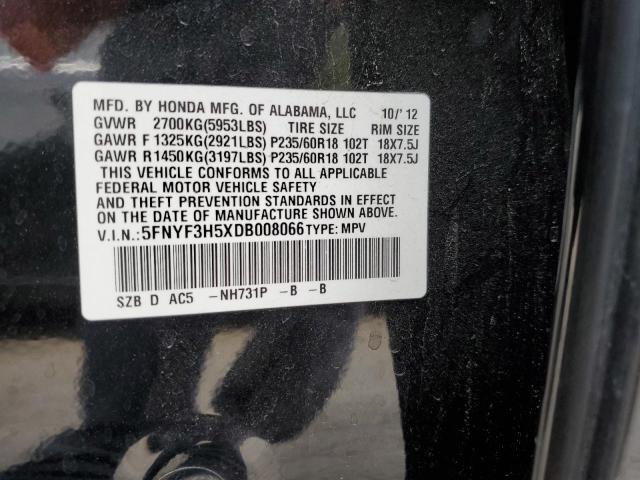 MFD. BY HONDA MFG. OF ALABAMA, LLC 10/'12
GVWR 2700KG(5953LBS) TIRE SIZE RIM SIZE
GAWR F 1325KG(2921LBS) P235/60R18 102T 18X7.5J
GAWR R 1450KG(3197LBS) P235/60R18 102T 18X7.5J
THIS VEHICLE CONFORMS TO ALL APPLICABLE
FEDERAL MOTOR VEHICLE SAFETY
AND THEFT PREVENTION STANDARDS IN EFFECT
ON THE DATE OF MANUFACTURE SHOWN ABOVE.
V.I.N.:5FNYF3H5XDB008066 TYPE: MPV
SZB D AC5 -NH731P -B -B